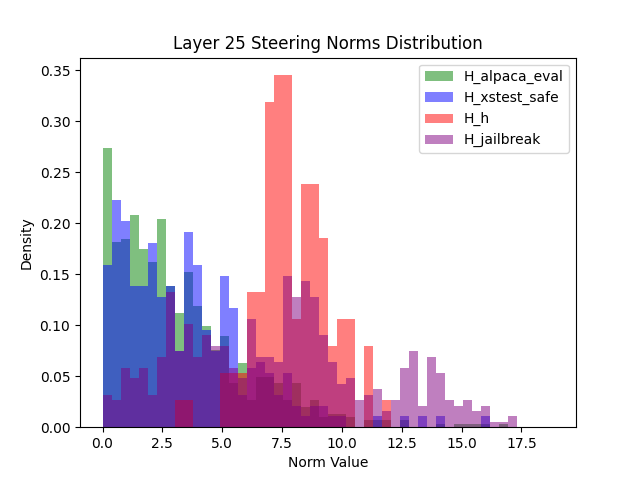 Layer 25 Steering Norms Distribution
H_alpaca_eval
H_xstest_safe
H_h
H_jailbreak
0.35
0.30
0.25
0.20
0.15
0.10
0.05
0.00
Density
0.0 2.5 5.0 7.5 10.0 12.5 15.0 17.5
Norm Value